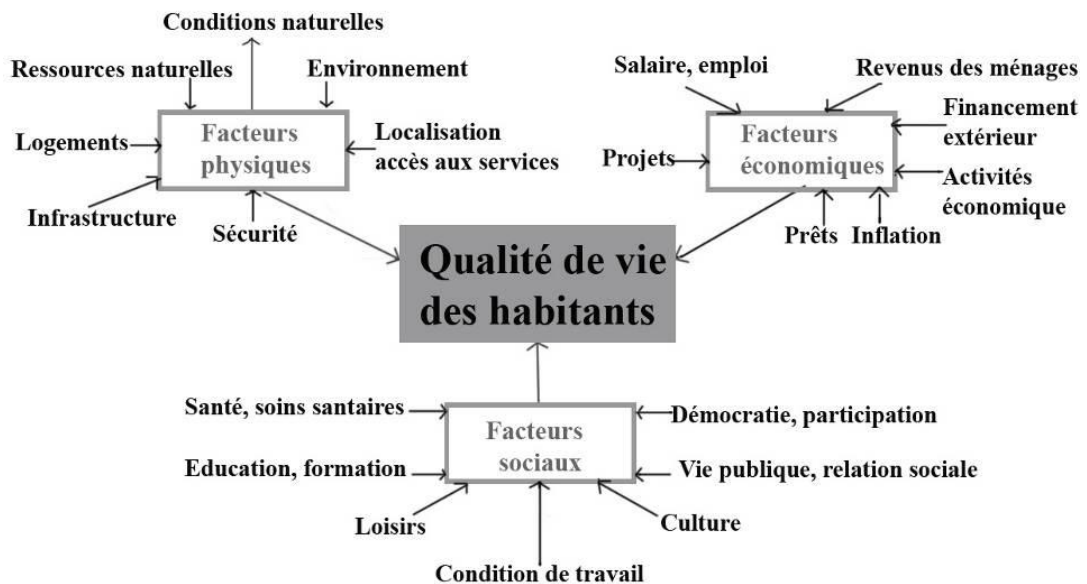 Conditions naturelles
Ressources naturelles
Environnement
Logements
Facteurs
physiques
Localisation
accès aux services
Infrastructure
Sécurité
Salaire, emploi
Revenus des ménages
Projets
Facteurs
économiques
Financement
extérieur
Activités
économique
Prêts
Inflation
Qualité de vie
des habitants
Santé, soins santaires
Facteurs
sociaux
Démocratie, participation
Education, formation
Vie publique, relation sociale
Loisirs
Culture
Condition de travail